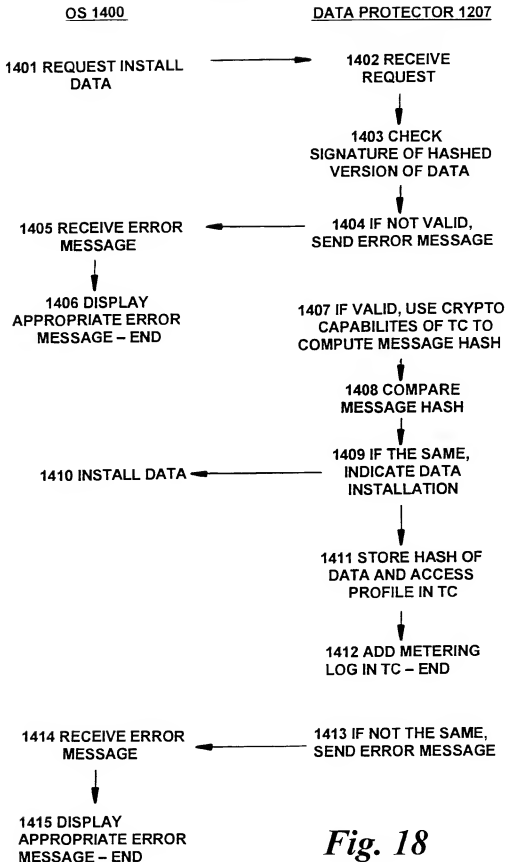 OS 1400
DATA PROTECTOR 1207
1401 REQUEST INSTALL
DATA
1402 RECEIVE
REQUEST
1403 CHECK
SIGNATURE OF HASHED
VERSION OF DATA
1404 IF NOT VALID,
SEND ERROR MESSAGE
1405 RECEIVE ERROR
MESSAGE
1406 DISPLAY
APPROPRIATE ERROR
MESSAGE – END
1407 IF VALID, USE CRYPTO
CAPABILITES OF TC TO
COMPUTE MESSAGE HASH
1408 COMPARE
MESSAGE HASH
1409 IF THE SAME,
INDICATE DATA
INSTALLATION
1410 INSTALL DATA
1411 STORE HASH OF
DATA AND ACCESS
PROFILE IN TC
1412 ADD METERING
LOG IN TC – END
1413 IF NOT THE SAME,
SEND ERROR MESSAGE
1414 RECEIVE ERROR
MESSAGE
1415 DISPLAY
APPROPRIATE ERROR
MESSAGE – END
Fig. 18